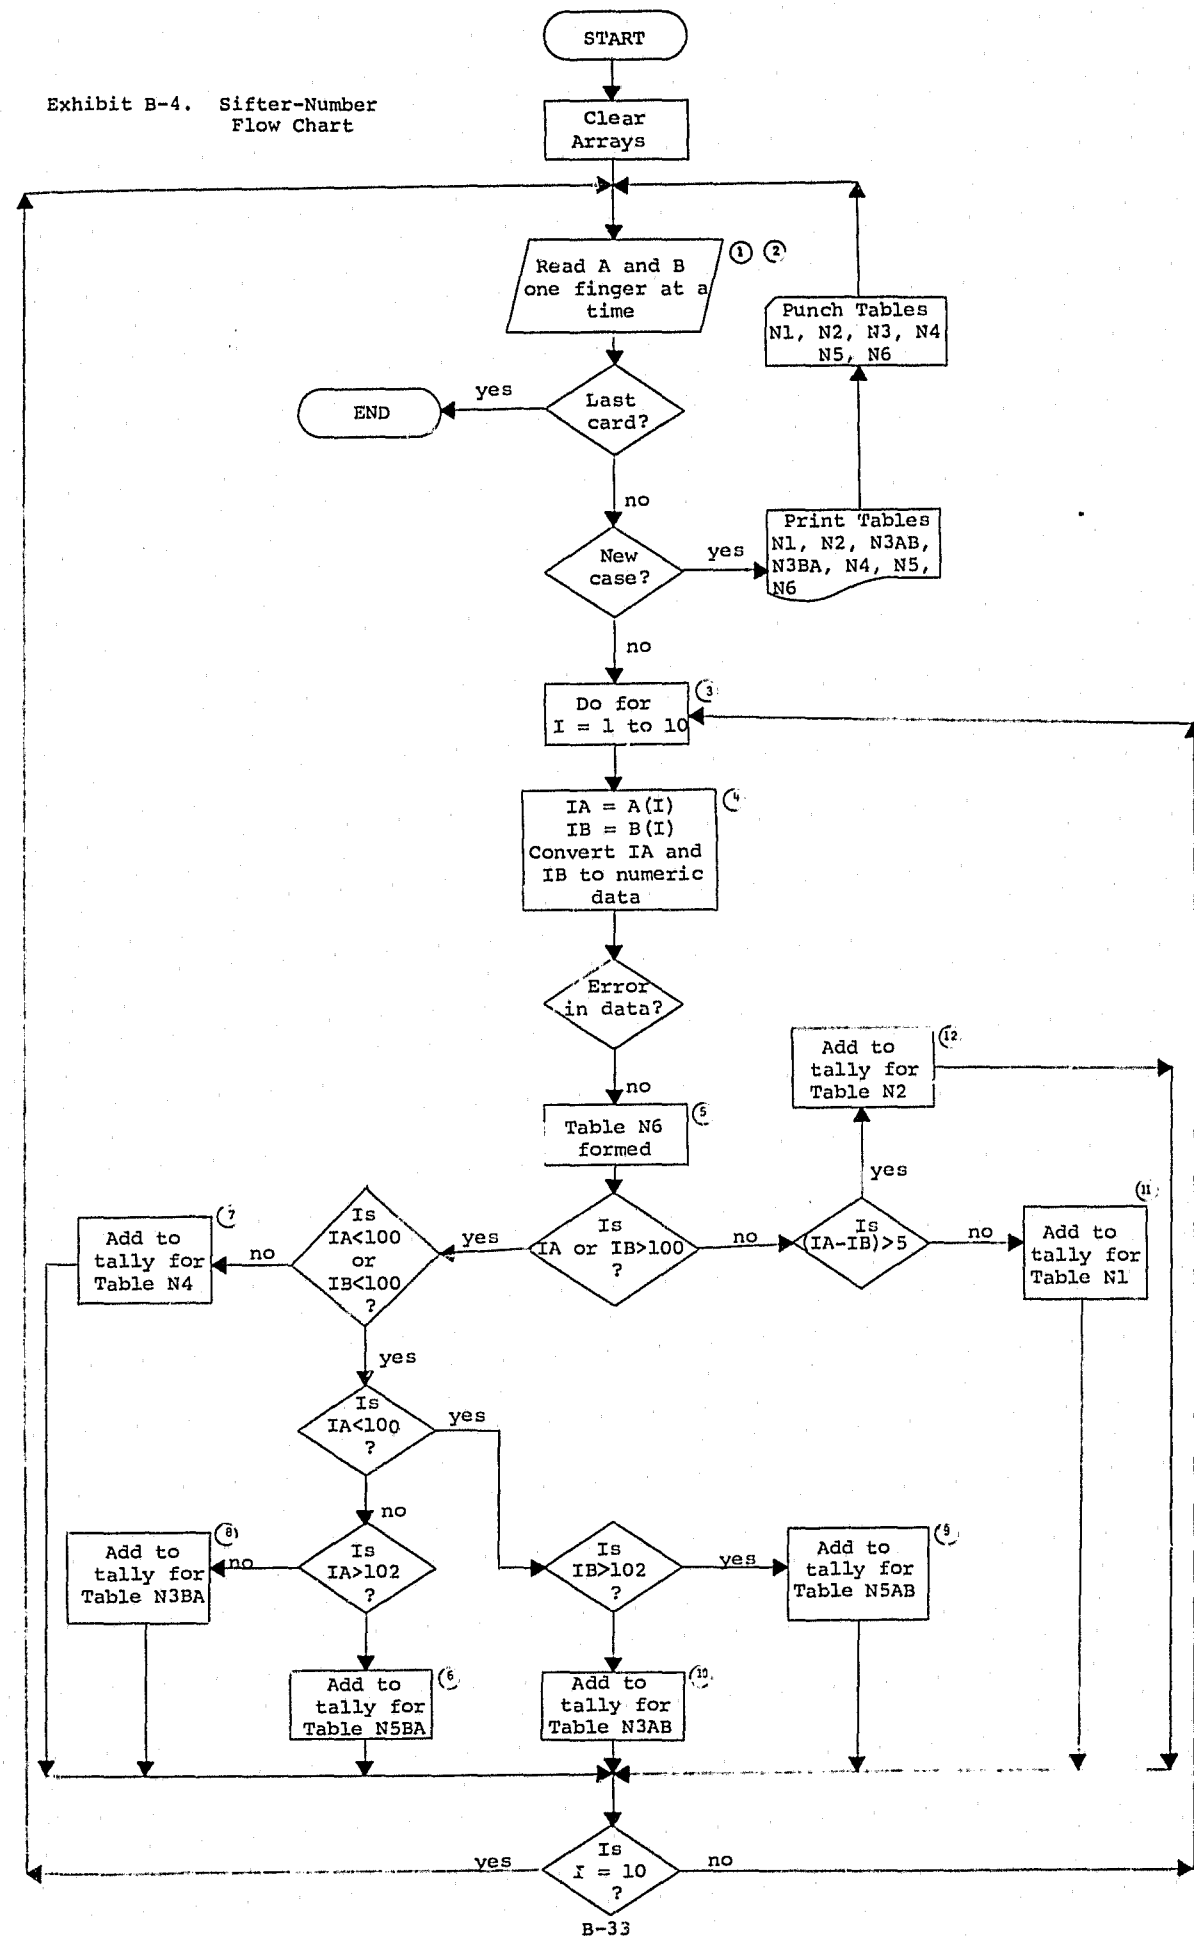 START
Exhibit B-4. Sifter-Number
Flow Chart
Clear
Arrays
Read A and B
one finger at a
time
1 2
Punch Tables
N1, N2, N3, N4
N5, N6
Last
card?
yes
END
no
New
case?
yes
Print Tables
N1, N2, N3AB,
N3BA, N4, N5,
N6
no
Do for
I = 1 to 10
3
IA = A(I)
IB = B(I)
Convert IA and
IB to numeric
data
4
Error
in data?
no
Table N6
formed
5
Add to
tally for
Table N2
12
yes
Is
IA or IB>100
?
yes
no
Is
(IA-IB)>5
no
Add to
tally for
Table N1
11
Is
IA<100
or
IB<100
?
no
Add to
tally for
Table N4
7
yes
Is
IA<100
?
yes
no
Is
IA>102
?
no
Add to
tally for
Table N3BA
8
Is
IB>102
?
yes
Add to
tally for
Table N5AB
9
Add to
tally for
Table N5BA
6
Add to
tally for
Table N3AB
10
Is
I = 10
?
yes
no
B-33